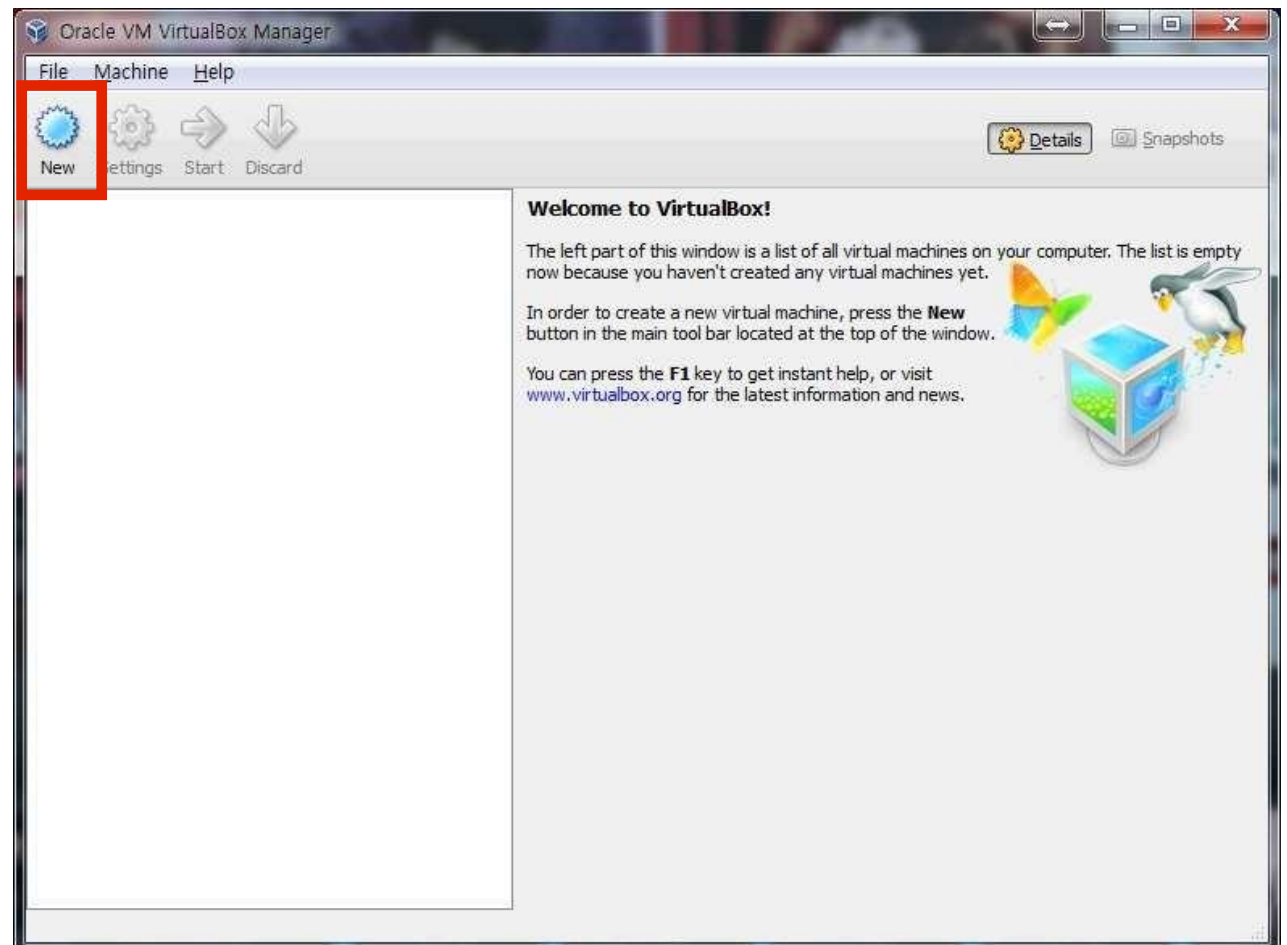 Oracle VM VirtualBox Manager
File Machine Help
New Settings Start Discard
Details Snapshots
Welcome to VirtualBox!
The left part of this window is a list of all virtual machines on your computer. The list is empty
now because you haven't created any virtual machines yet.
In order to create a new virtual machine, press the New
button in the main tool bar located at the top of the window.
You can press the F1 key to get instant help, or visit
www.virtualbox.org for the latest information and news.